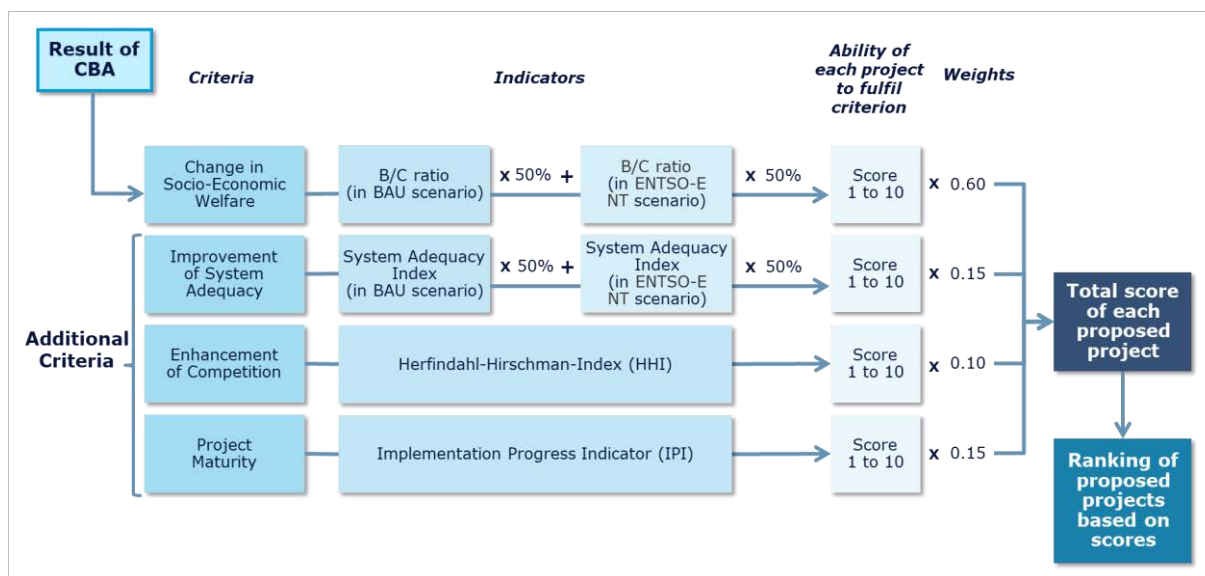 Result of
CBA
Criteria
Indicators
Ability of
each project
to fulfil
criterion
Weights
Change in
Socio-Economic
Welfare
B/C ratio
(in BAU scenario)
x 50% +
B/C ratio
(in ENTSO-E
NT scenario)
x 50%
Score
1 to 10
x 0.60
Additional
Criteria
Improvement
of System
Adequacy
System Adequacy
Index
(in BAU scenario)
x 50% +
System Adequacy
Index
(in ENTSO-E
NT scenario)
x 50%
Score
1 to 10
x 0.15
Enhancement
of Competition
Herfindahl-Hirschman-Index (HHI)
Score
1 to 10
x 0.10
Project
Maturity
Implementation Progress Indicator (IPI)
Score
1 to 10
x 0.15
Total score
of each
proposed
project
Ranking of
proposed
projects
based on
scores